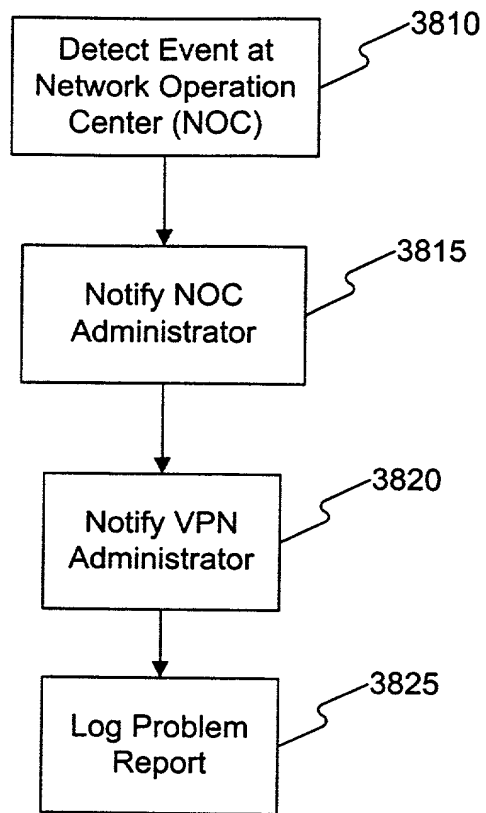 3810
Detect Event at
Network Operation
Center (NOC)
3815
Notify NOC
Administrator
3820
Notify VPN
Administrator
3825
Log Problem
Report